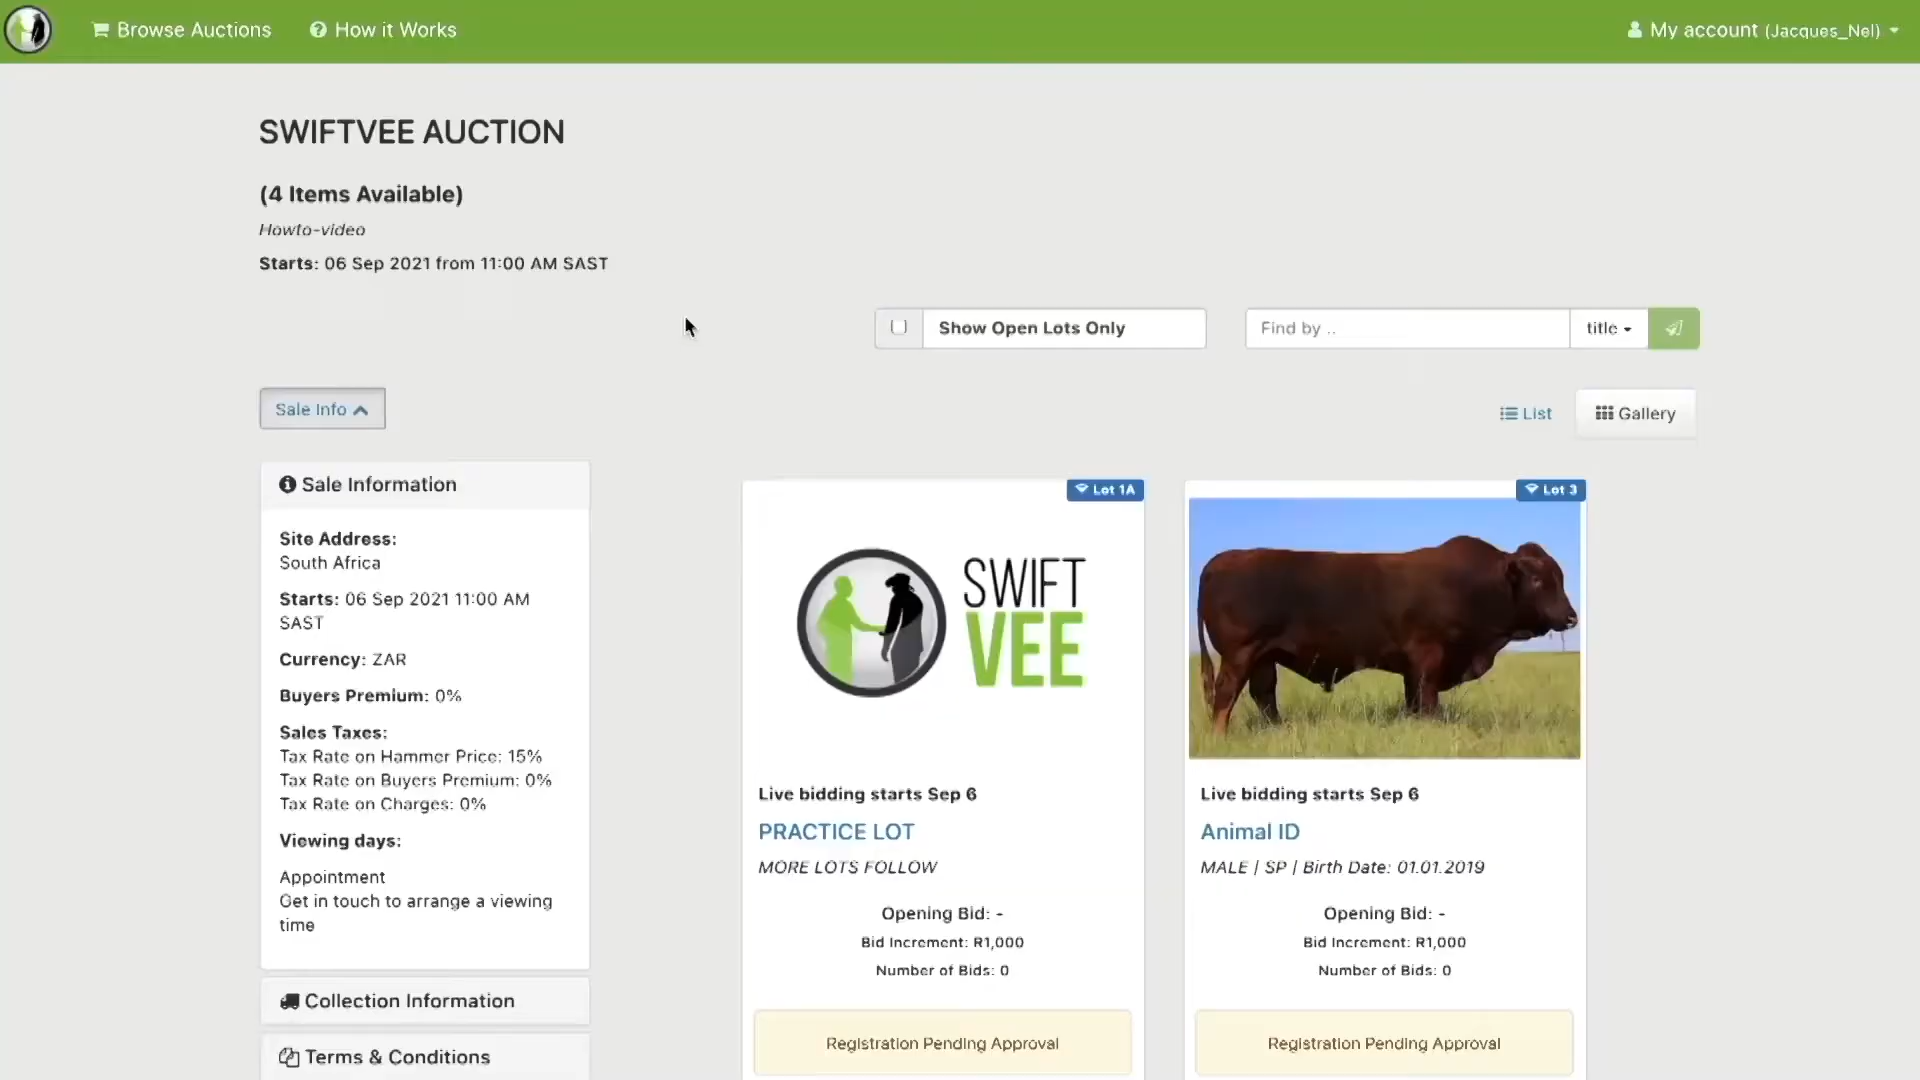 Browse Auctions
How it Works
My account (Jacques_Nel)
SWIFTVEE AUCTION
(4 Items Available)
Howto-video
Starts: 06 Sep 2021 from 11:00 AM SAST
Show Open Lots Only
Find by ..
title
Sale Info
List
Gallery
Sale Information
Site Address:
South Africa
Starts: 06 Sep 2021 11:00 AM
SAST
Currency: ZAR
Buyers Premium: 0%
Sales Taxes:
Tax Rate on Hammer Price: 15%
Tax Rate on Buyers Premium: 0%
Tax Rate on Charges: 0%
Viewing days:
Appointment
Get in touch to arrange a viewing
time
Collection Information
Terms & Conditions
Lot 1A
SWIFT
VEE
Live bidding starts Sep 6
PRACTICE LOT
MORE LOTS FOLLOW
Opening Bid: -
Bid Increment: R1,000
Number of Bids: 0
Registration Pending Approval
Lot 3
Live bidding starts Sep 6
Animal ID
MALE | SP | Birth Date: 01.01.2019
Opening Bid: -
Bid Increment: R1,000
Number of Bids: 0
Registration Pending Approval